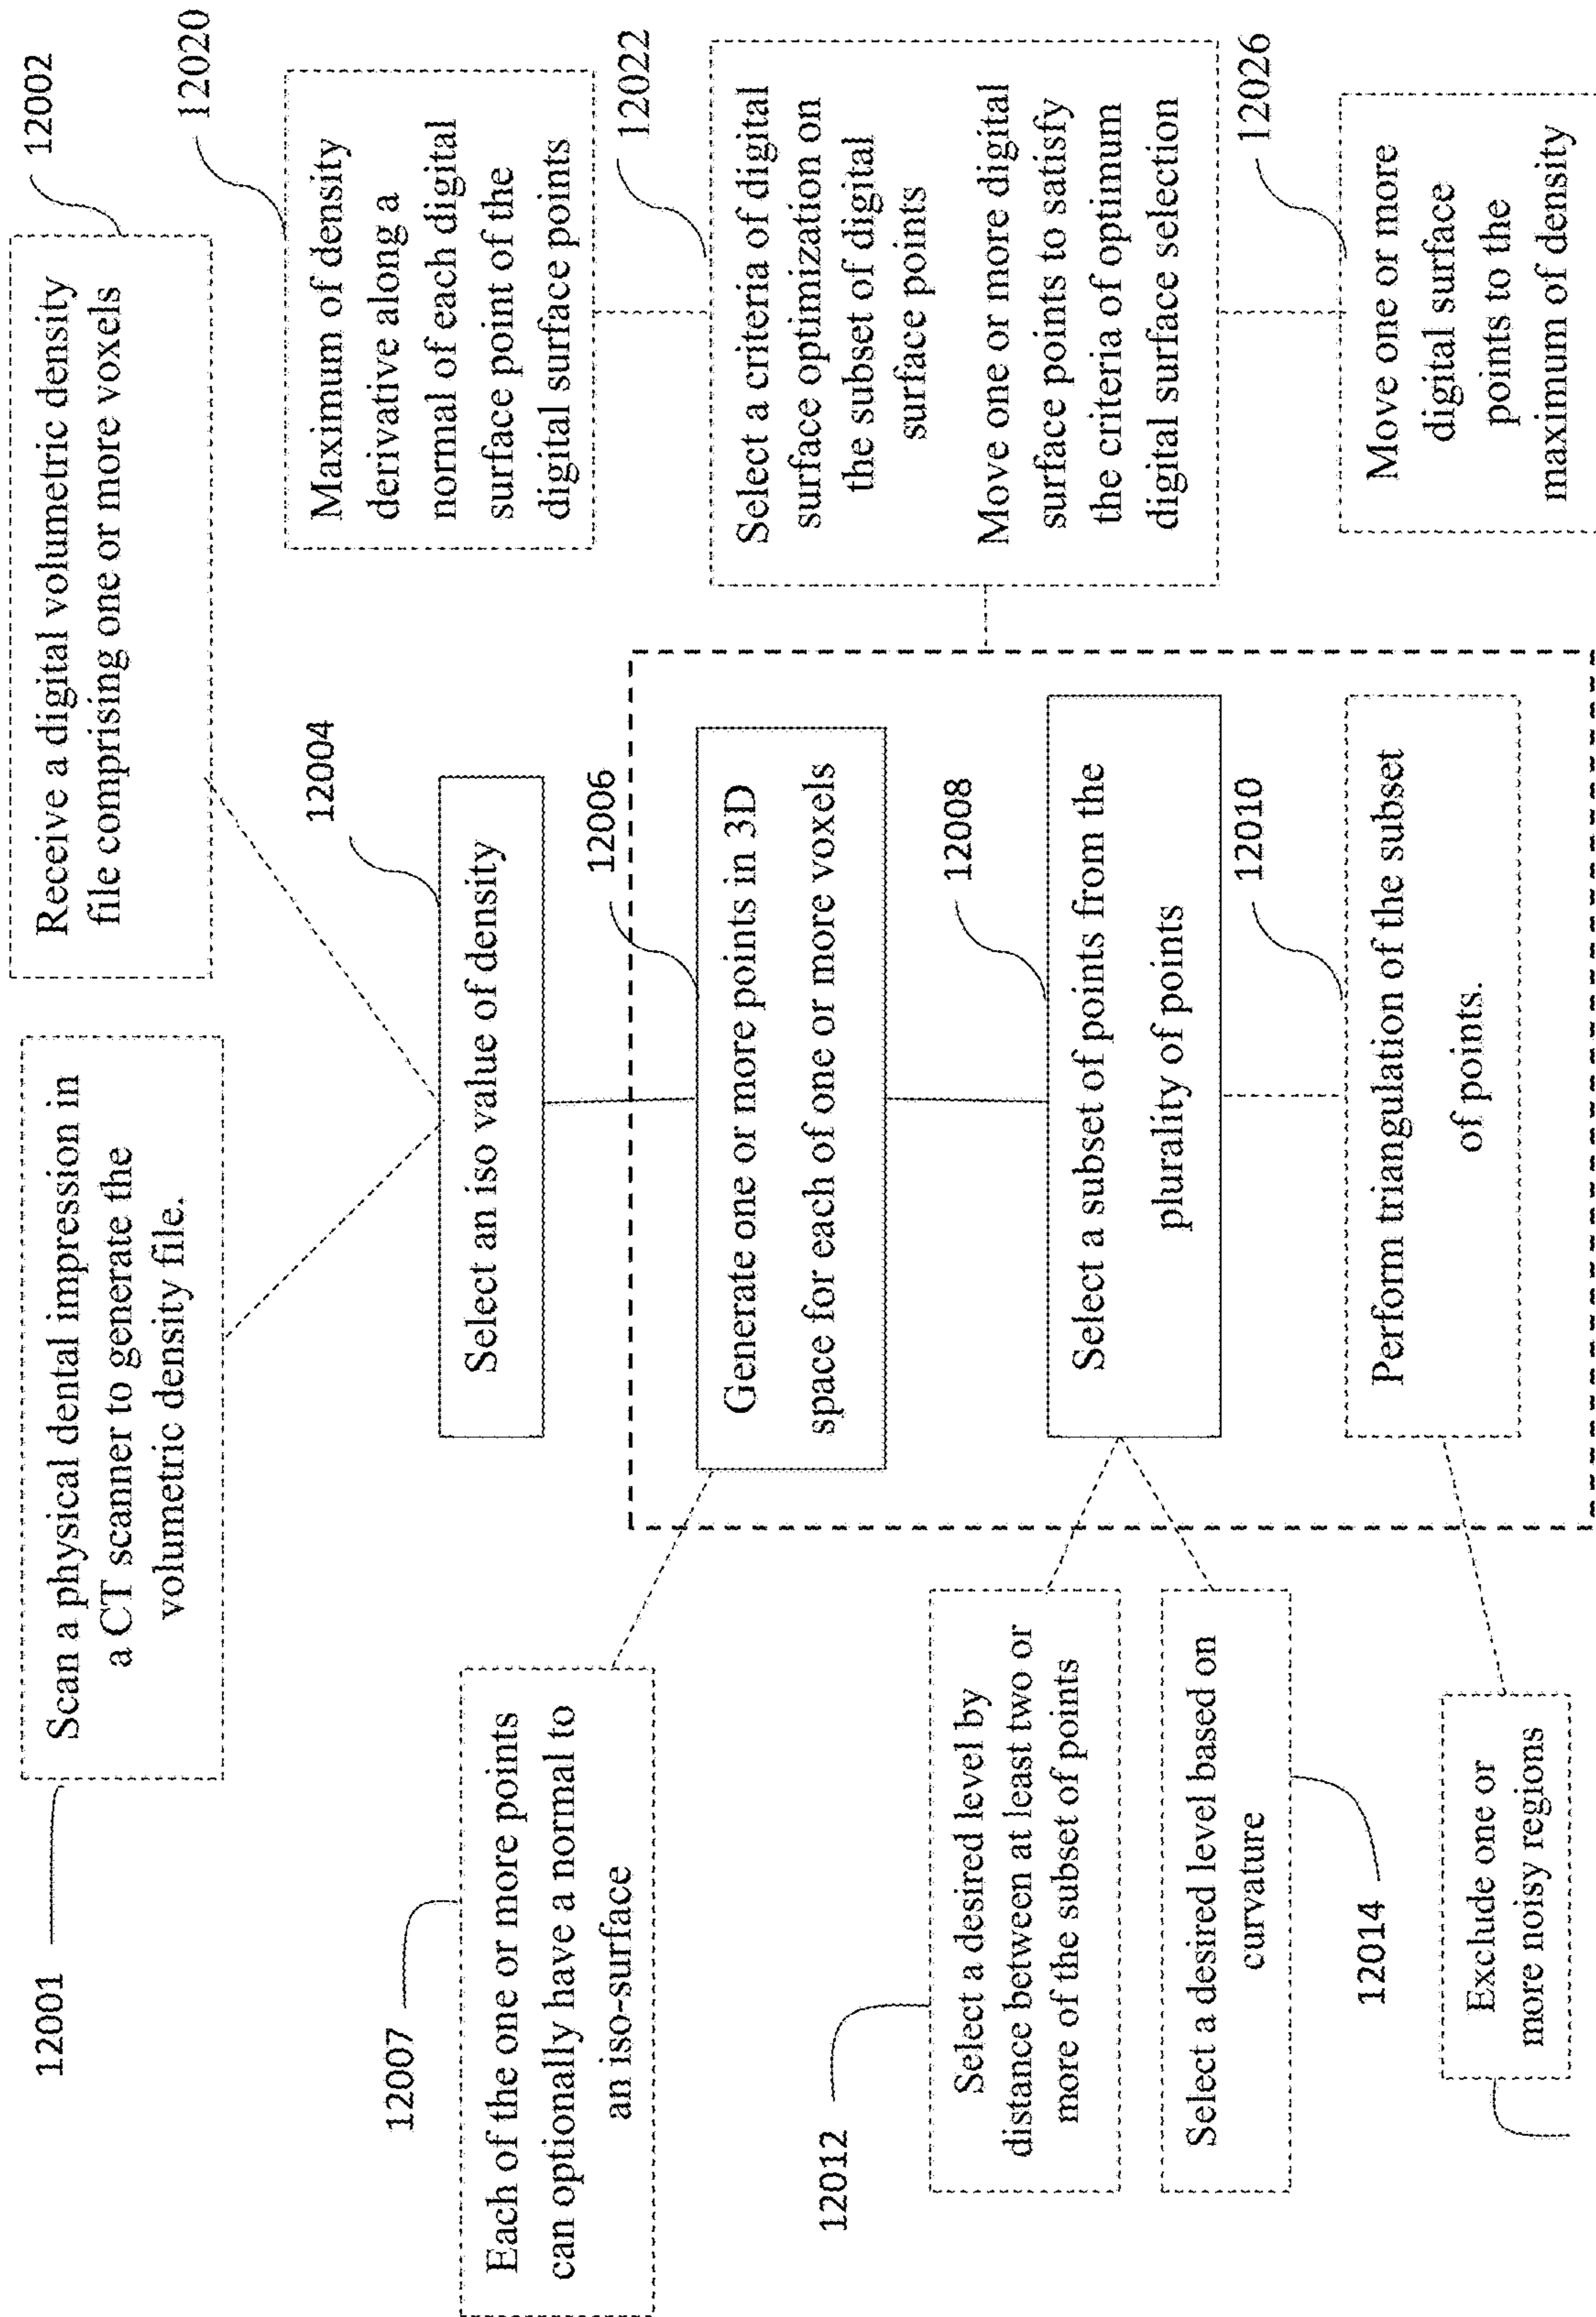 12001
Scan a physical dental impression in
a CT scanner to generate the
volumetric density file.
12002
Receive a digital volumetric density
file comprising one or more voxels
12004
Select an iso value of density
12006
Generate one or more points in 3D
space for each of one or more voxels
12007
Each of the one or more points
can optionally have a normal to
an iso-surface
12008
Select a subset of points from the
plurality of points
12010
Perform triangulation of the subset
of points.
12012
Select a desired level by
distance between at least two or
more of the subset of points
Select a desired level based on
curvature
12014
Exclude one or
more noisy regions
12020
Maximum of density
derivative along a
normal of each digital
surface point of the
digital surface points
12022
Select a criteria of digital
surface optimization on
the subset of digital
surface points
Move one or more digital
surface points to satisfy
the criteria of optimum
digital surface selection
12026
Move one or more
digital surface
points to the
maximum of density